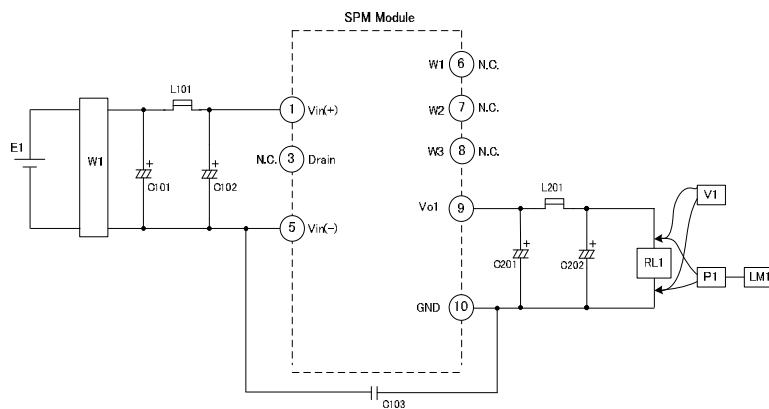 SPM Module
W1 6 N.C.
L101
1 Vin(+)
W2 7 N.C.
E1
W1
C101
C102
N.C. 3 Drain
W3 8 N.C.
L201
Vo1 9
V1
5 Vin(-)
C201
C202
RL1
P1
LM1
GND 10
C103